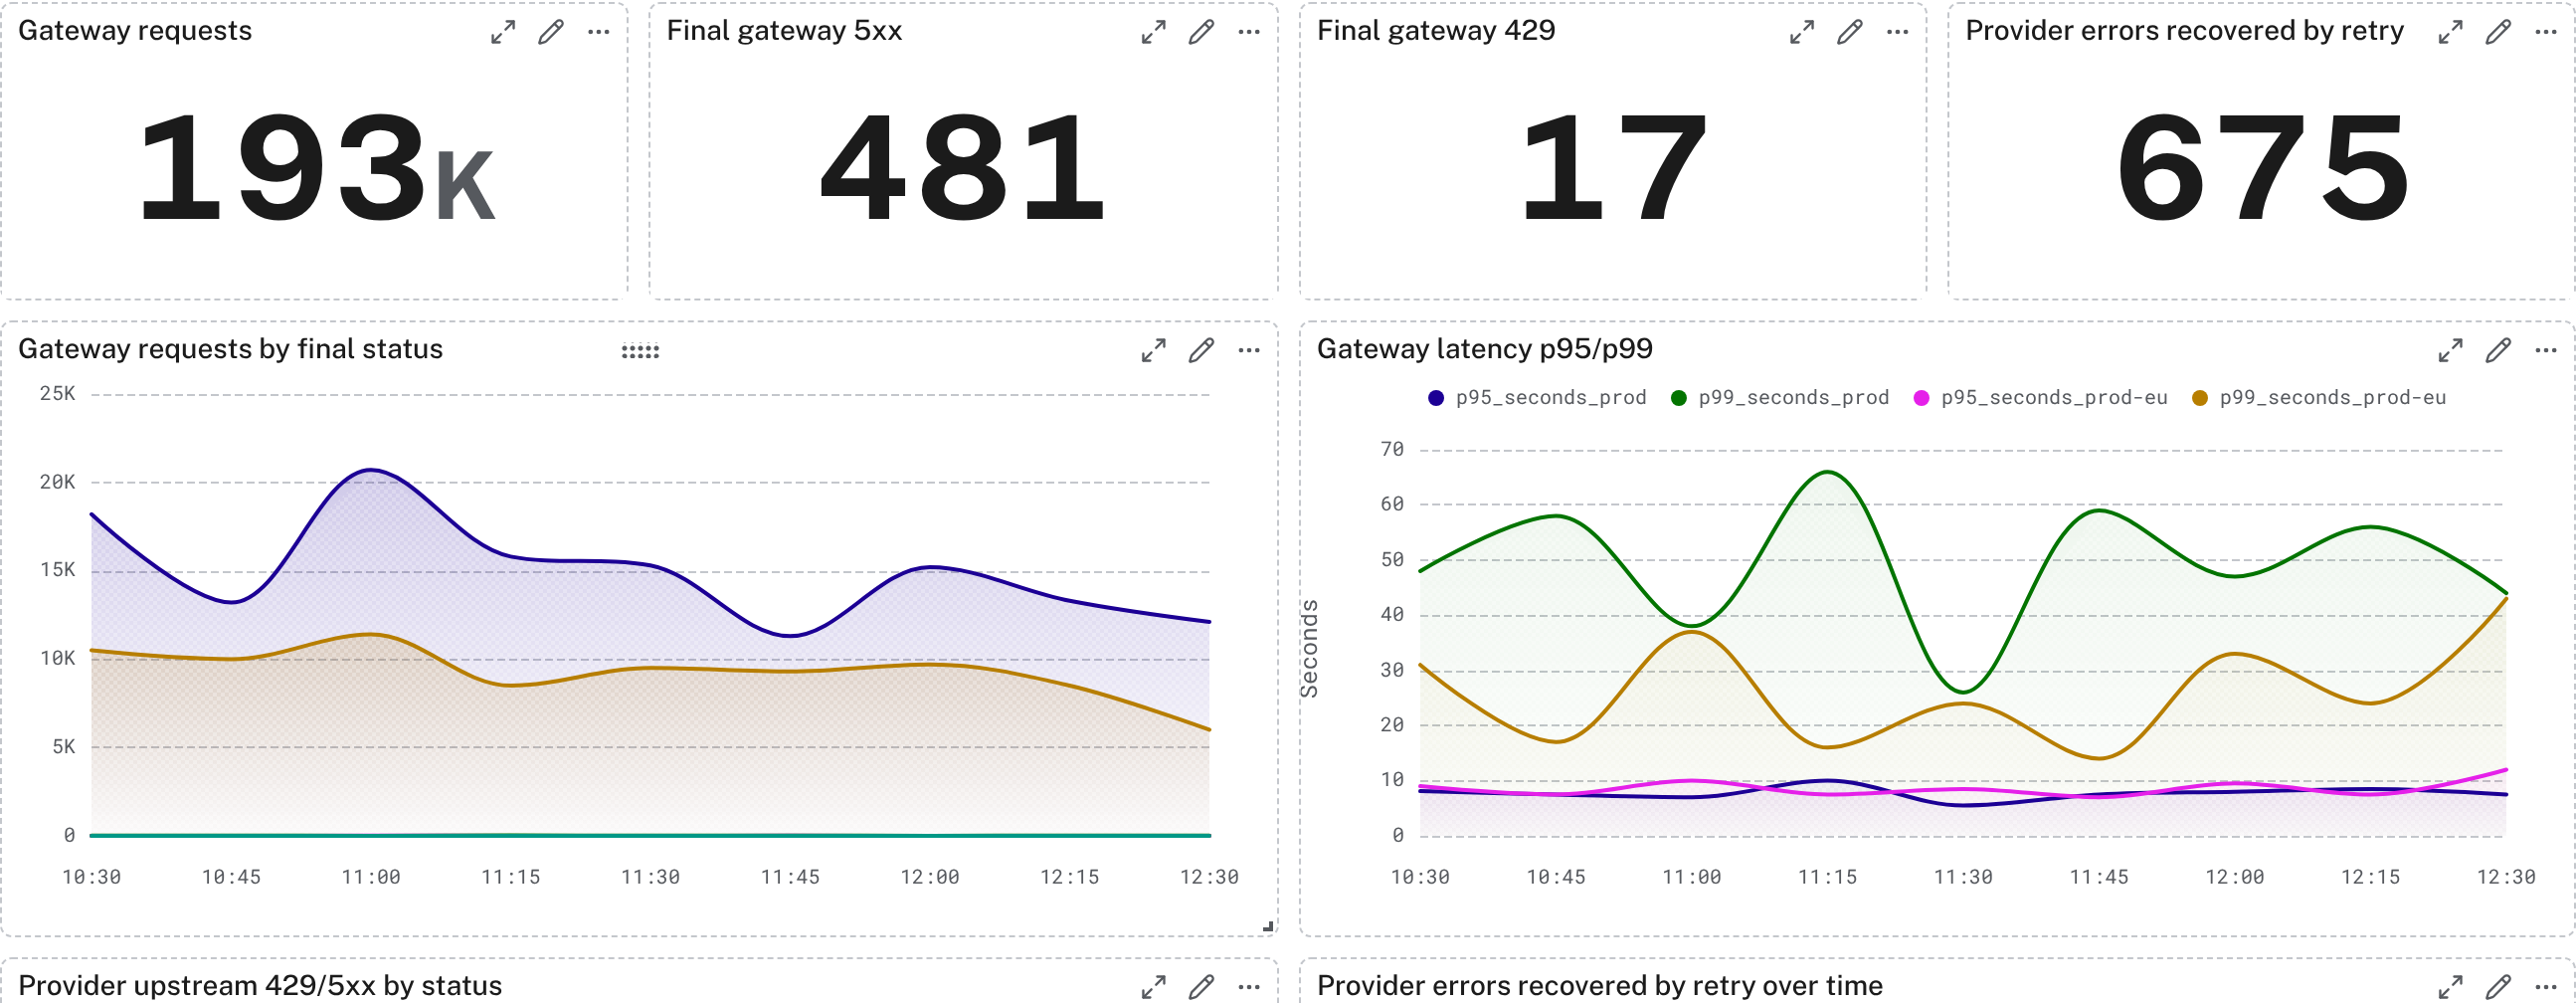 Gateway requests
193K
Final gateway 5xx
481
Final gateway 429
17
Provider errors recovered by retry
675
Gateway requests by final status
25K
20K
15K
10K
5K
0
10:30 10:45 11:00 11:15 11:30 11:45 12:00 12:15 12:30
Gateway latency p95/p99
p95_seconds_prod p99_seconds_prod p95_seconds_prod-eu p99_seconds_prod-eu
Seconds
70
60
50
40
30
20
10
0
10:30 10:45 11:00 11:15 11:30 11:45 12:00 12:15 12:30
Provider upstream 429/5xx by status
Provider errors recovered by retry over time